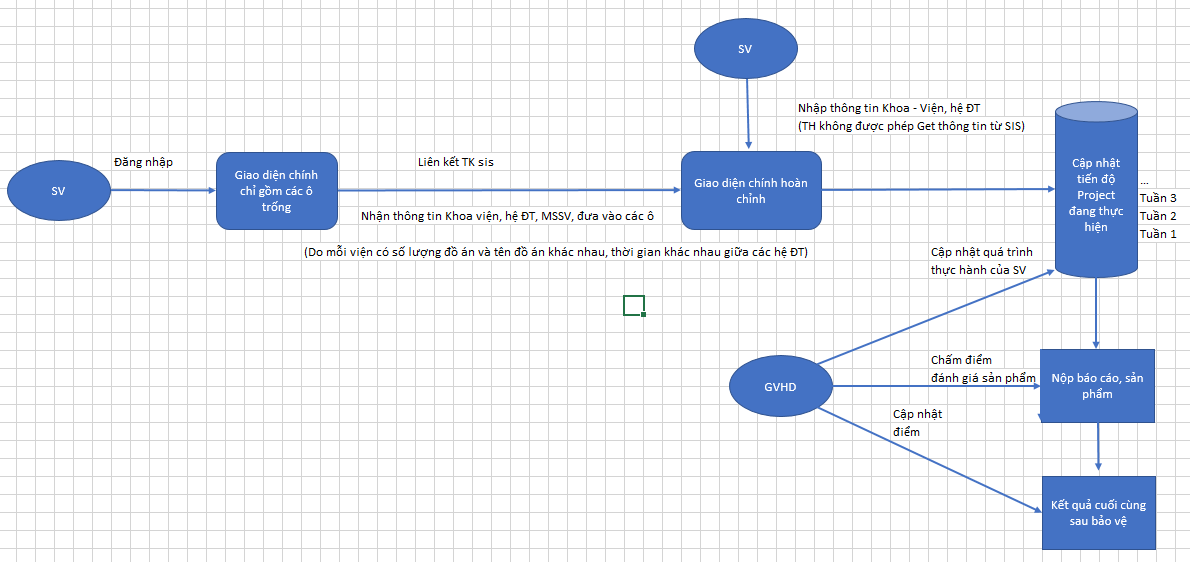 SV
Nhập thông tin Khoa - Viện, hệ ĐT
(TH không được phép Get thông tin từ SIS)
SV
Đăng nhập
Giao diện chính
chỉ gồm các ô
trống
Liên kết TK sis
Nhận thông tin Khoa viện, hệ ĐT, MSSV, đưa vào các ô
(Do mỗi viện có số lượng đồ án và tên đồ án khác nhau, thời gian khác nhau giữa các hệ ĐT)
Giao diện chính hoàn
chỉnh
Cập nhật
tiến độ
Project
đang thực
hiện
...
Tuần 3
Tuần 2
Tuần 1
Cập nhật quá trình
thực hành của SV
GVHD
Chấm điểm
đánh giá sản phẩm
Nộp báo cáo, sản
phẩm
Cập nhật
điểm
Kết quả cuối cùng
sau bảo vệ